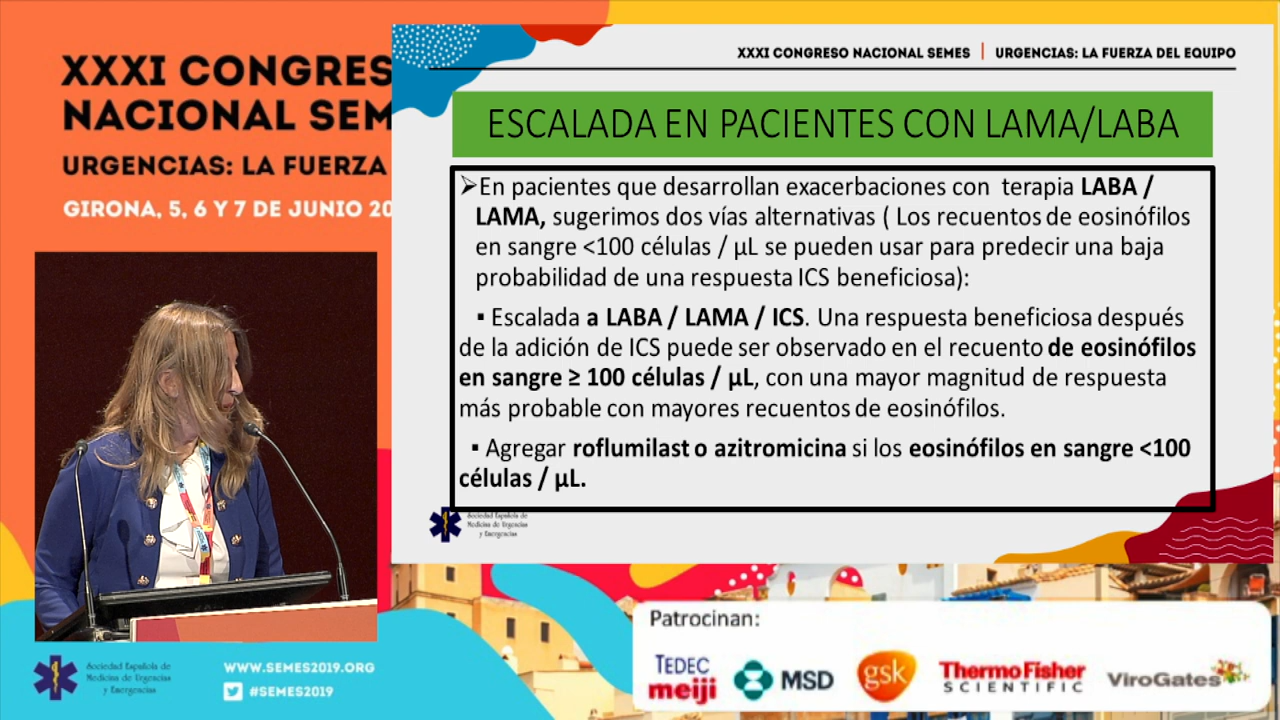 XXXI CONGRES
NACIONAL SEM
URGENCIAS: LA FUERZA
GIRONA, 5, 6 Y 7 DE JUNIO 20
XXXI CONGRESO NACIONAL SEMES | URGENCIAS: LA FUERZA DEL EQUIPO
ESCALADA EN PACIENTES CON LAMA/LABA
➢En pacientes que desarrollan exacerbaciones con terapia LABA /
LAMA, sugerimos dos vías alternativas ( Los recuentos de eosinófilos
en sangre <100 células / µL se pueden usar para predecir una baja
probabilidad de una respuesta ICS beneficiosa):
▪ Escalada a LABA / LAMA / ICS. Una respuesta beneficiosa después
de la adición de ICS puede ser observado en el recuento de eosinófilos
en sangre ≥ 100 células / µL, con una mayor magnitud de respuesta
más probable con mayores recuentos de eosinófilos.
▪ Agregar roflumilast o azitromicina si los eosinófilos en sangre <100
células / µL.
Sociedad Española de
Medicina de Urgencias
y Emergencias
Sociedad Española de
Medicina de Urgencias
y Emergencias
WWW.SEMES2019.ORG
#SEMES2019
Patrocinan:
TEDEC
meiji
MSD
gsk
ThermoFisher
SCIENTIFIC
ViroGates